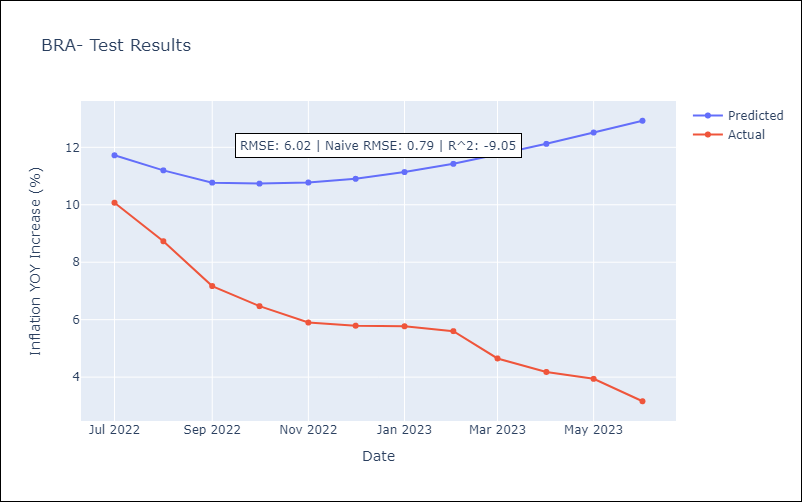 BRA- Test Results
Predicted
Actual
RMSE: 6.02 | Naive RMSE: 0.79 | R^2: -9.05
Inflation YOY Increase (%)
12
10
8
6
4
Jul 2022 Sep 2022 Nov 2022 Jan 2023 Mar 2023 May 2023
Date